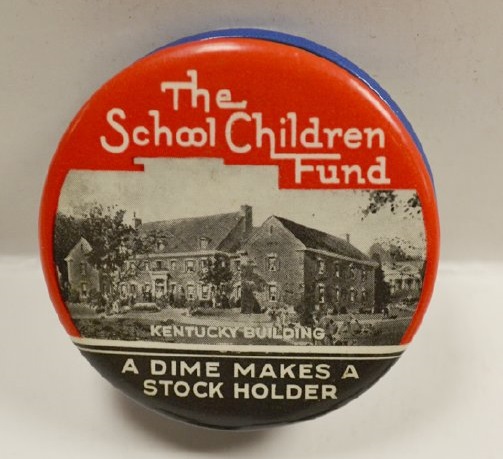 The
School Children
Fund
KENTUCKY BUILDING
A DIME MAKES A
STOCK HOLDER